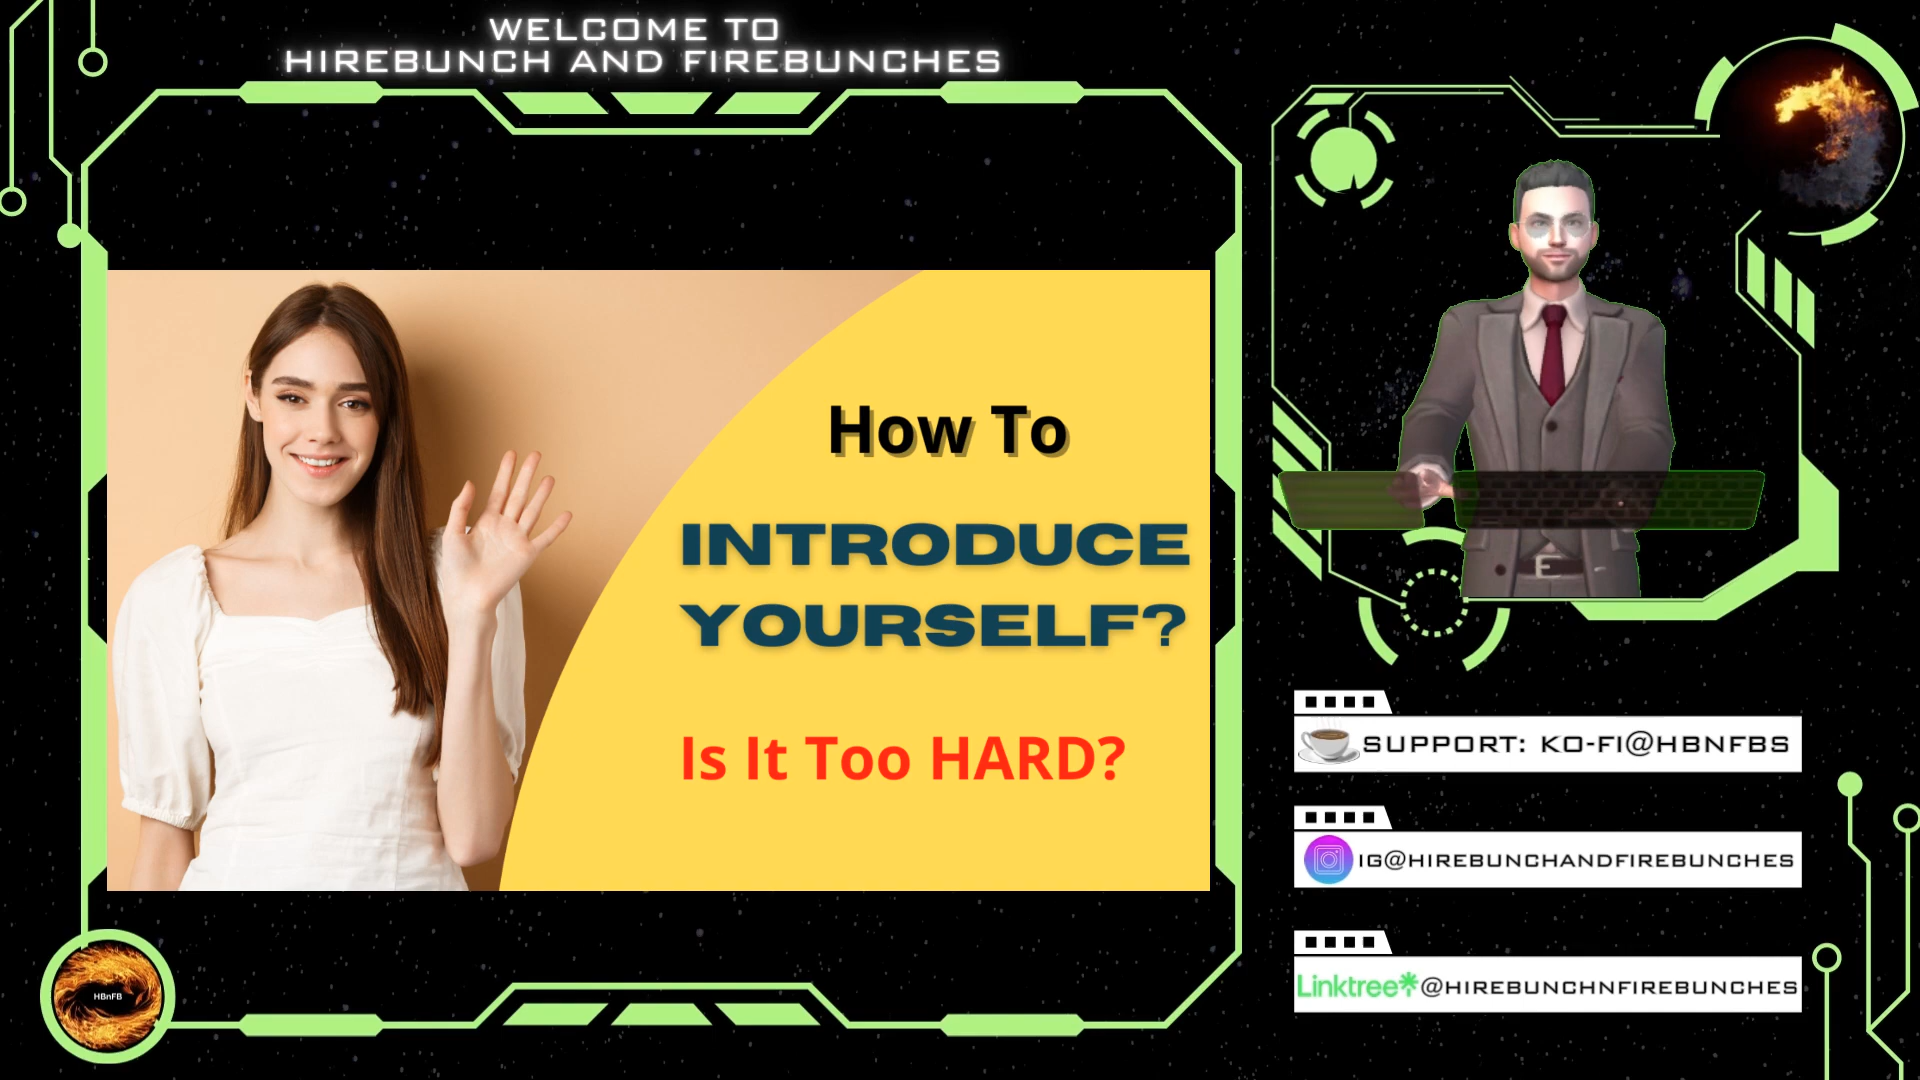 WELCOME TO
HIREBUNCH AND FIREBUNCHES
How To
INTRODUCE
YOURSELF?
Is It Too HARD?
SUPPORT: KO-FI@HBNFBS
IG@HIREBUNCHANDFIREBUNCHES
Linktree@HIREBUNCHNFIREBUNCHES
HBnFB